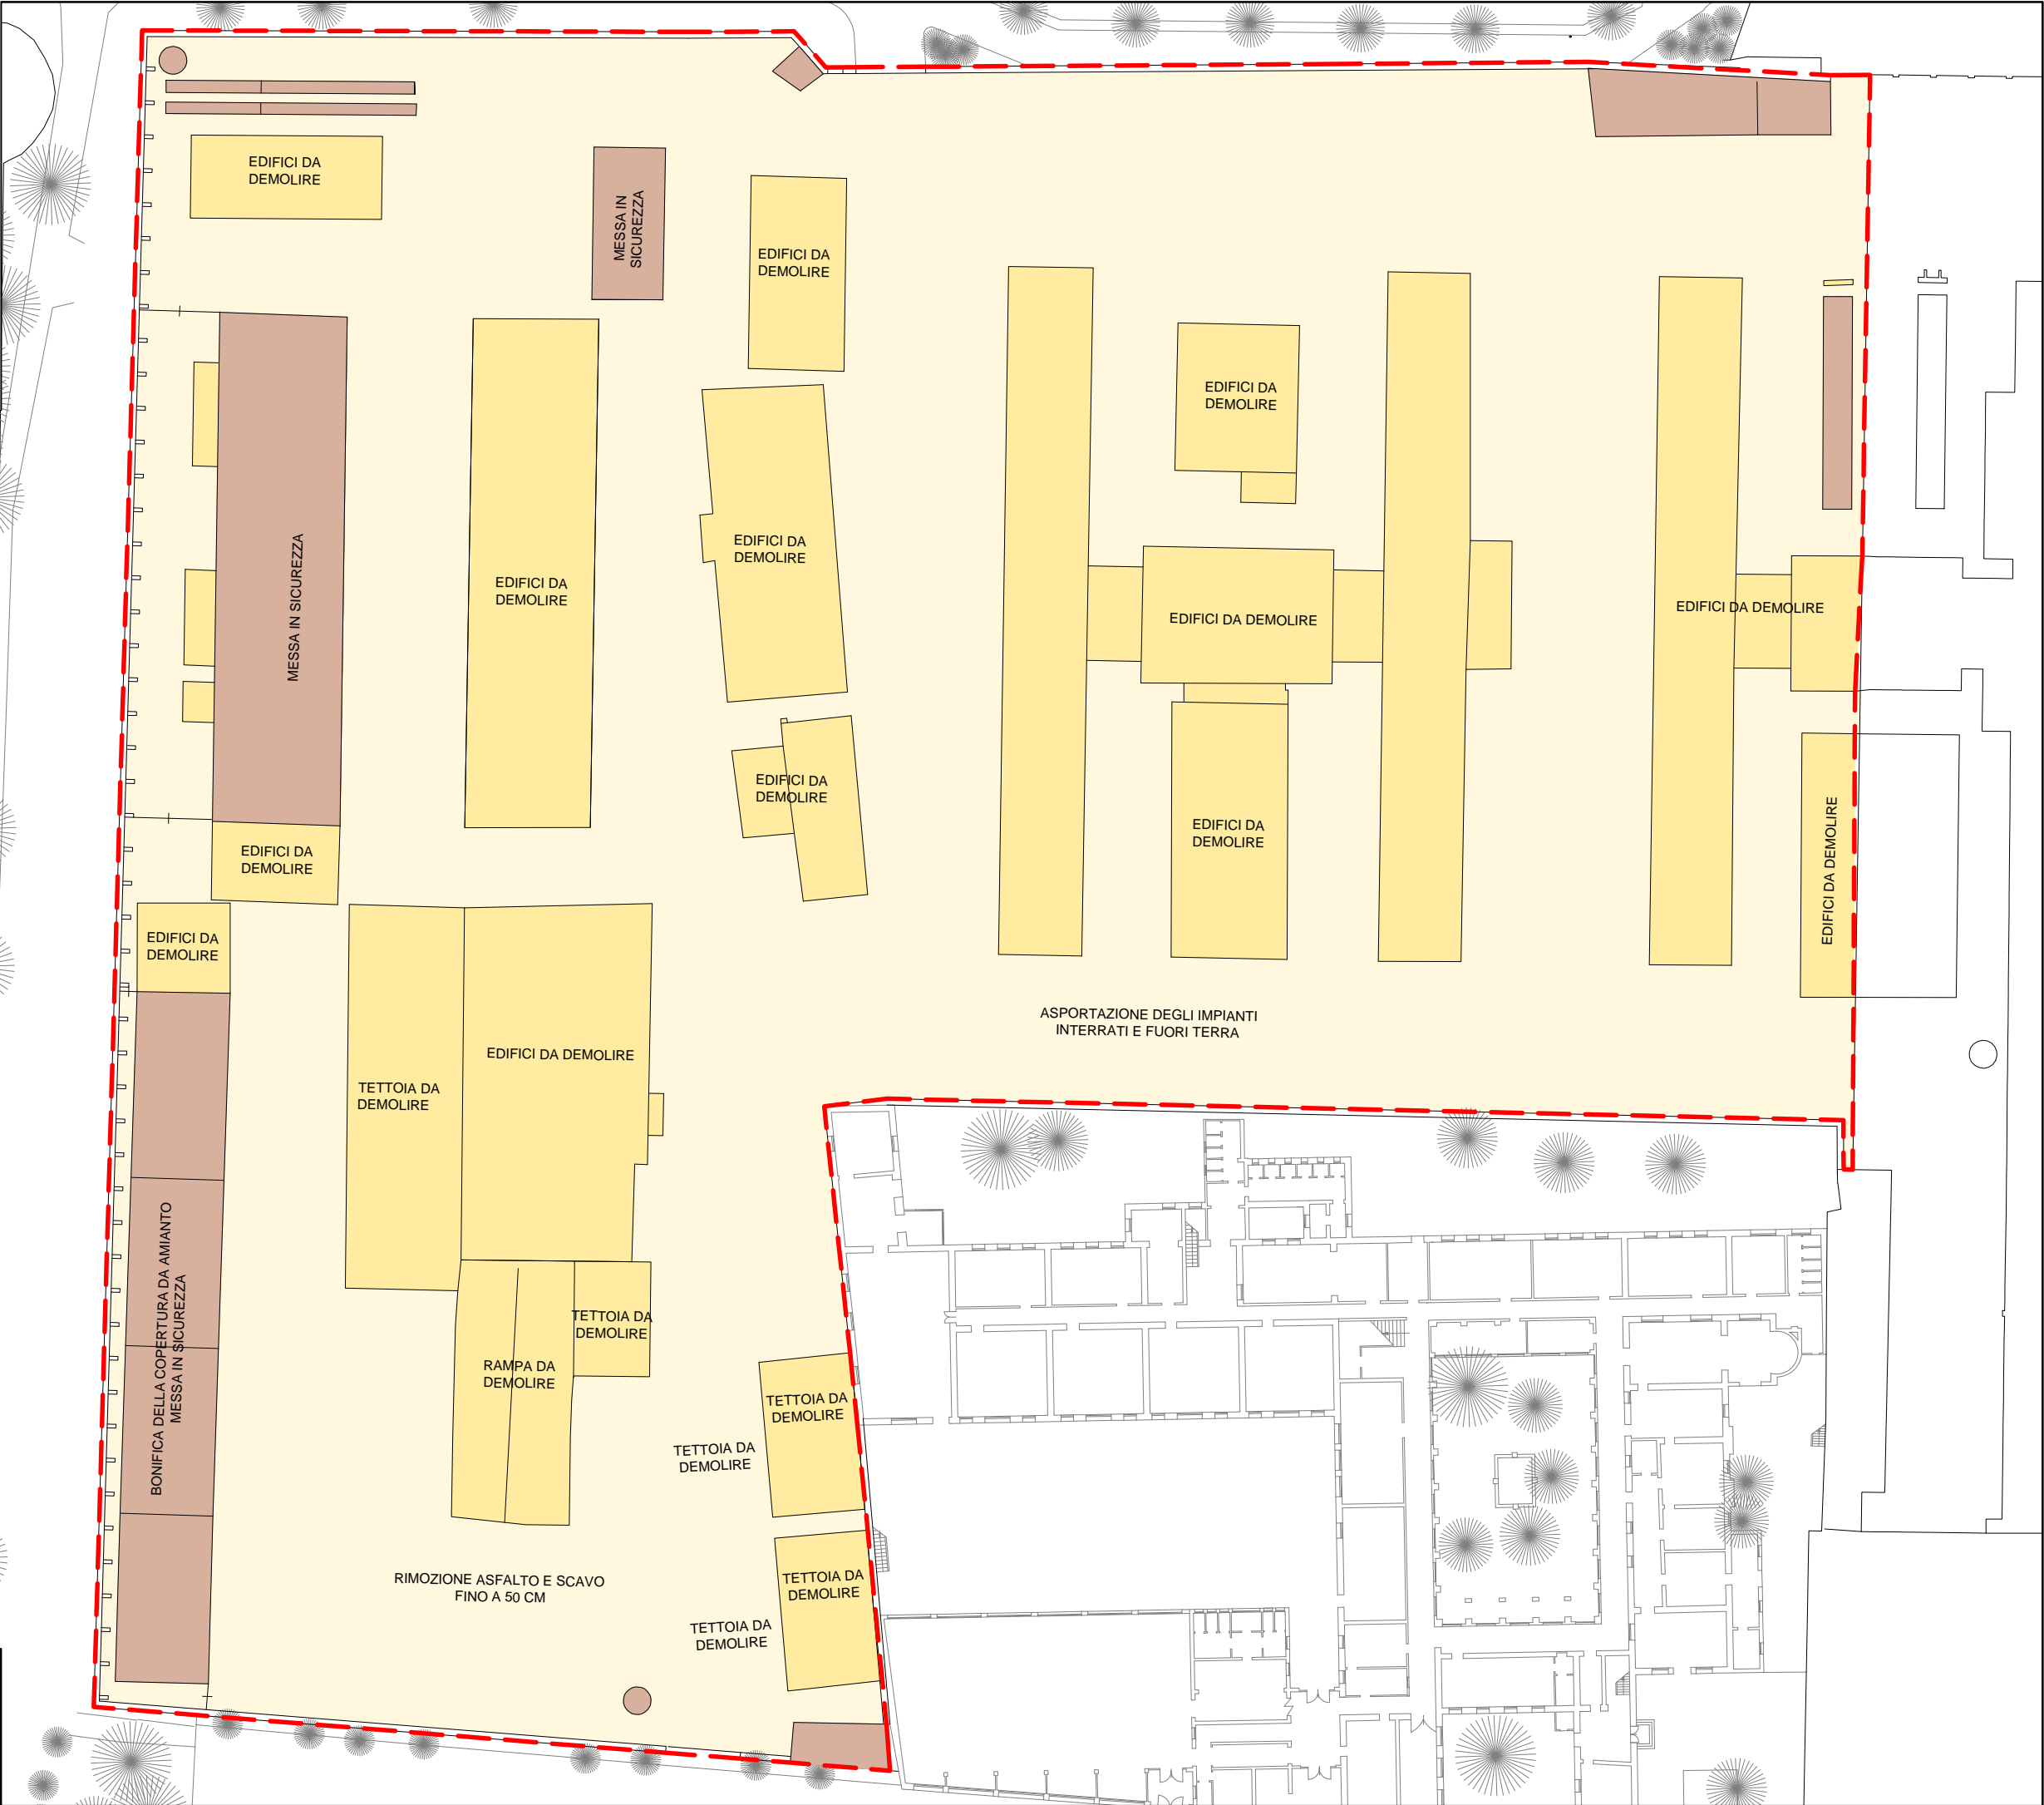 EDIFICI DA
DEMOLIRE
MESSA IN
SICUREZZA
EDIFICI DA
DEMOLIRE
EDIFICI DA
DEMOLIRE
MESSA IN SICUREZZA
EDIFICI DA
DEMOLIRE
EDIFICI DA
DEMOLIRE
EDIFICI DA DEMOLIRE
EDIFICI DA DEMOLIRE
EDIFICI DA
DEMOLIRE
EDIFICI DA
DEMOLIRE
EDIFICI DA
DEMOLIRE
EDIFICI DA DEMOLIRE
EDIFICI DA
DEMOLIRE
ASPORTAZIONE DEGLI IMPIANTI
INTERRATI E FUORI TERRA
EDIFICI DA DEMOLIRE
TETTOIA DA
DEMOLIRE
BONIFICA DELLA COPERTURA DA AMIANTO
MESSA IN SICUREZZA
TETTOIA DA
DEMOLIRE
RAMPA DA
DEMOLIRE
TETTOIA DA
DEMOLIRE
TETTOIA DA
DEMOLIRE
RIMOZIONE ASFALTO E SCAVO
FINO A 50 CM
TETTOIA DA
DEMOLIRE
TETTOIA DA
DEMOLIRE